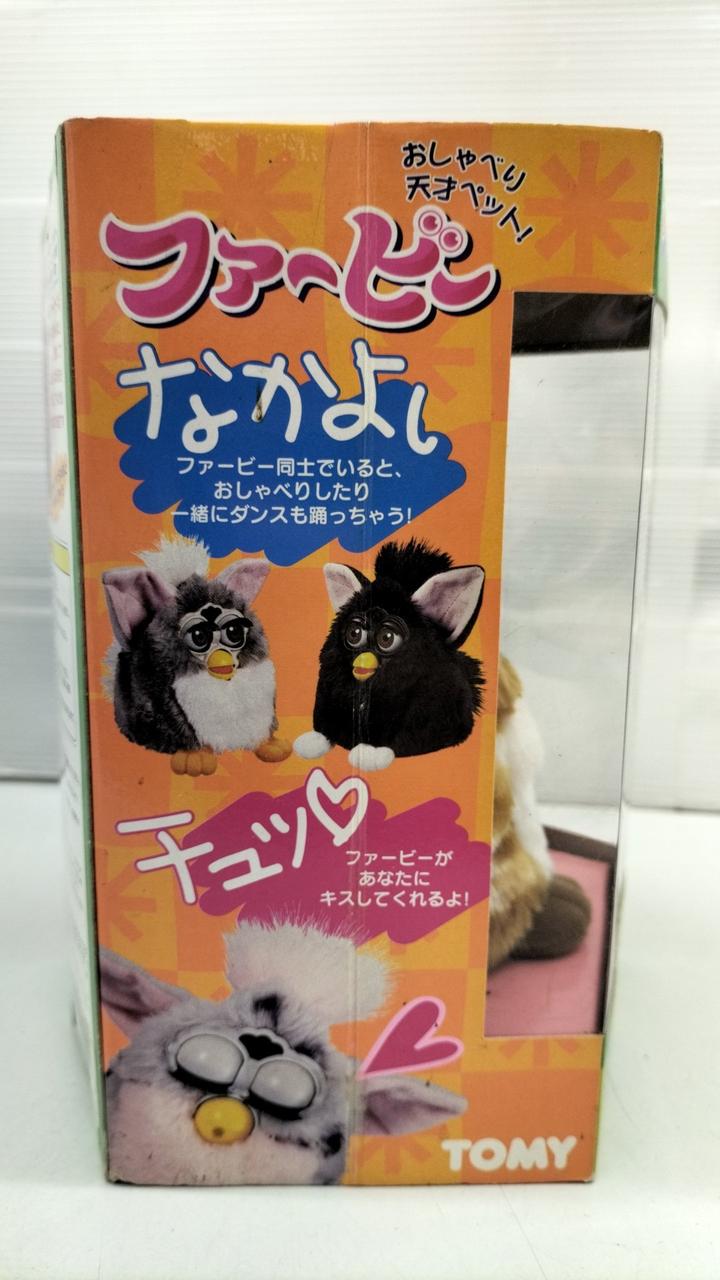 おしゃべり
天才ペット!
ファービー
なかよし
ファービー同士でいると、
おしゃべりしたり
一緒にダンスも踊っちゃう!
チュッ♡
ファービーが
あなたに
キスしてくれるよ!
TOMY